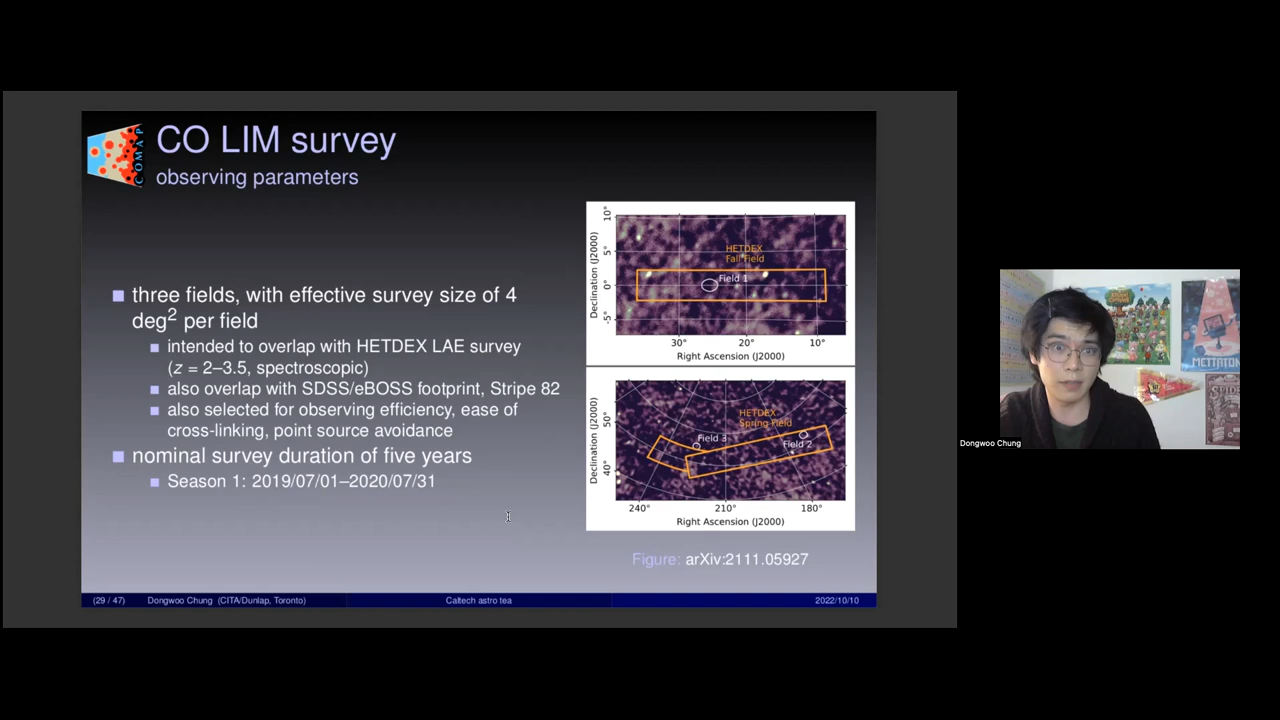 COMAP
CO LIM survey
observing parameters
three fields, with effective survey size of 4
deg2 per field
intended to overlap with HETDEX LAE survey
(z = 2–3.5, spectroscopic)
also overlap with SDSS/eBOSS footprint, Stripe 82
also selected for observing efficiency, ease of
cross-linking, point source avoidance
nominal survey duration of five years
Season 1: 2019/07/01–2020/07/31
10°
5°
0°
-5°
Declination (J2000)
HETDEX
Fall Field
Field 1
30° 20° 10°
Right Ascension (J2000)
50°
40°
Declination (J2000)
HETDEX
Spring Field
Field 3
Field 2
240° 210° 180°
Right Ascension (J2000)
Figure: arXiv:2111.05927
(29 / 47) Dongwoo Chung (CITA/Dunlap, Toronto) Caltech astro tea 2022/10/10
METTATON
Dongwoo Chung